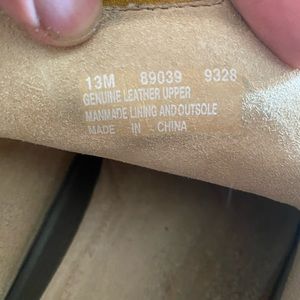 13M 89039 9328
GENUINE LEATHER UPPER
MANMADE LINING AND OUTSOLE
MADE IN - CHINA